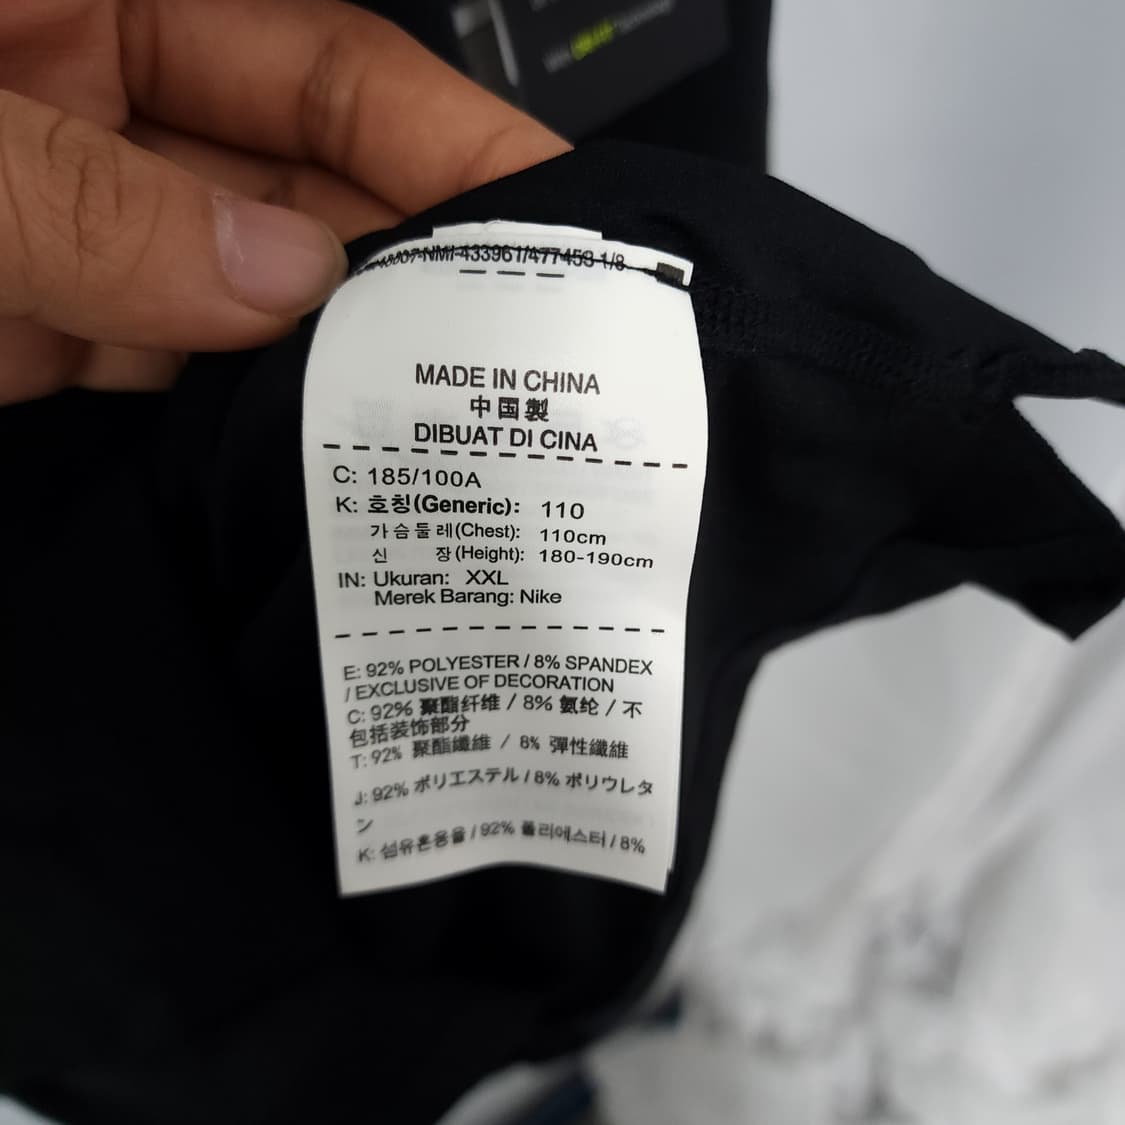 433961/A77453 1/8
MADE IN CHINA
中国製
DIBUAT DI CINA
C: 185/100A
K: 호칭(Generic): 110
가슴둘레(Chest): 110cm
신 장(Height): 180-190cm
IN: Ukuran: XXL
Merek Barang: Nike
E: 92% POLYESTER / 8% SPANDEX
/ EXCLUSIVE OF DECORATION
C: 92% 聚酯纤维 / 8% 氨纶 / 不
包括装饰部分
T: 92% 聚酯纖維 / 8% 彈性纖維
J: 92% ポリエステル / 8% ポリウレタ
ン
K: 섬유혼용율 / 92% 폴리에스터 / 8%